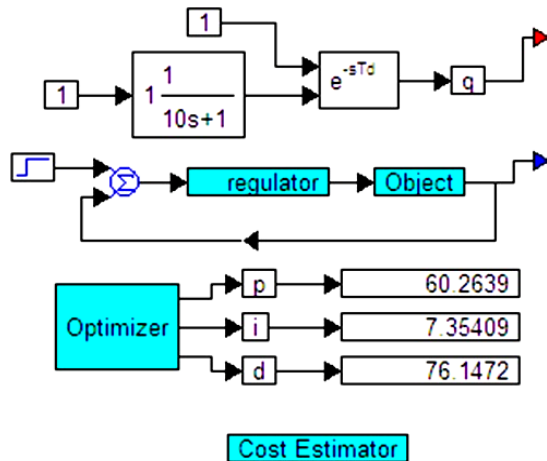 1
1
1
1
10s+1
e-sTd
q
Σ
regulator
Object
Optimizer
p
60.2639
i
7.35409
d
76.1472
Cost Estimator